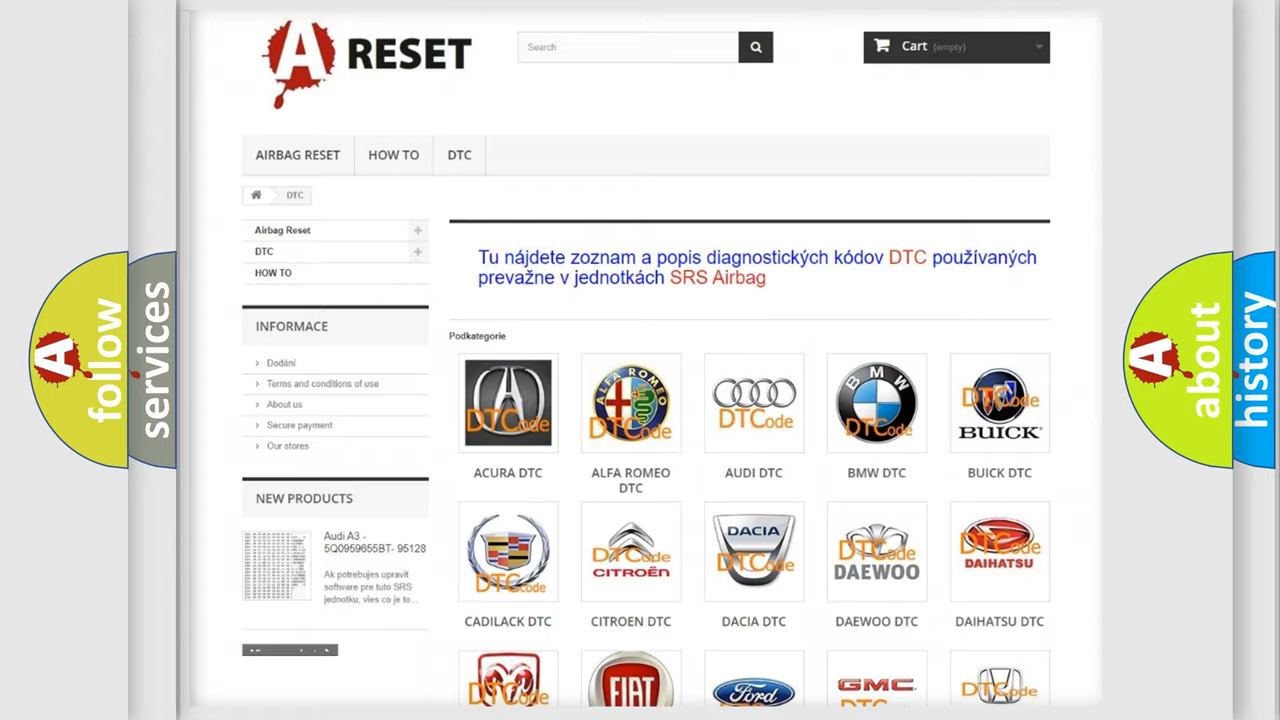 A RESET
Search
Cart (empty)
AIRBAG RESET
HOW TO
DTC
DTC
Airbag Reset
DTC
HOW TO
INFORMACE
Dodání
Terms and conditions of use
About us
Secure payment
Our stores
NEW PRODUCTS
Audi A3 -
5Q0959655BT- 95128
Ak potrebujes upravit
software pre tuto SRS
jednotku, vies co je to...
Tu nájdete zoznam a popis diagnostických kódov DTC používaných
prevažne v jednotkách SRS Airbag
Podkategorie
DTCode
ALFA ROMEO
DTCode
DTCode
BMW
DTCode
DTCode
BUICK
ACURA DTC
ALFA ROMEO
DTC
AUDI DTC
BMW DTC
BUICK DTC
DTCode
DTCode
CITROËN
DACIA
DTCode
DTCode
DAEWOO
DTCode
DAIHATSU
CADILACK DTC
CITROEN DTC
DACIA DTC
DAEWOO DTC
DAIHATSU DTC
DTCode
FIAT
Ford
DTCode
GMC
DTCode
A
follow
services
A
about
history